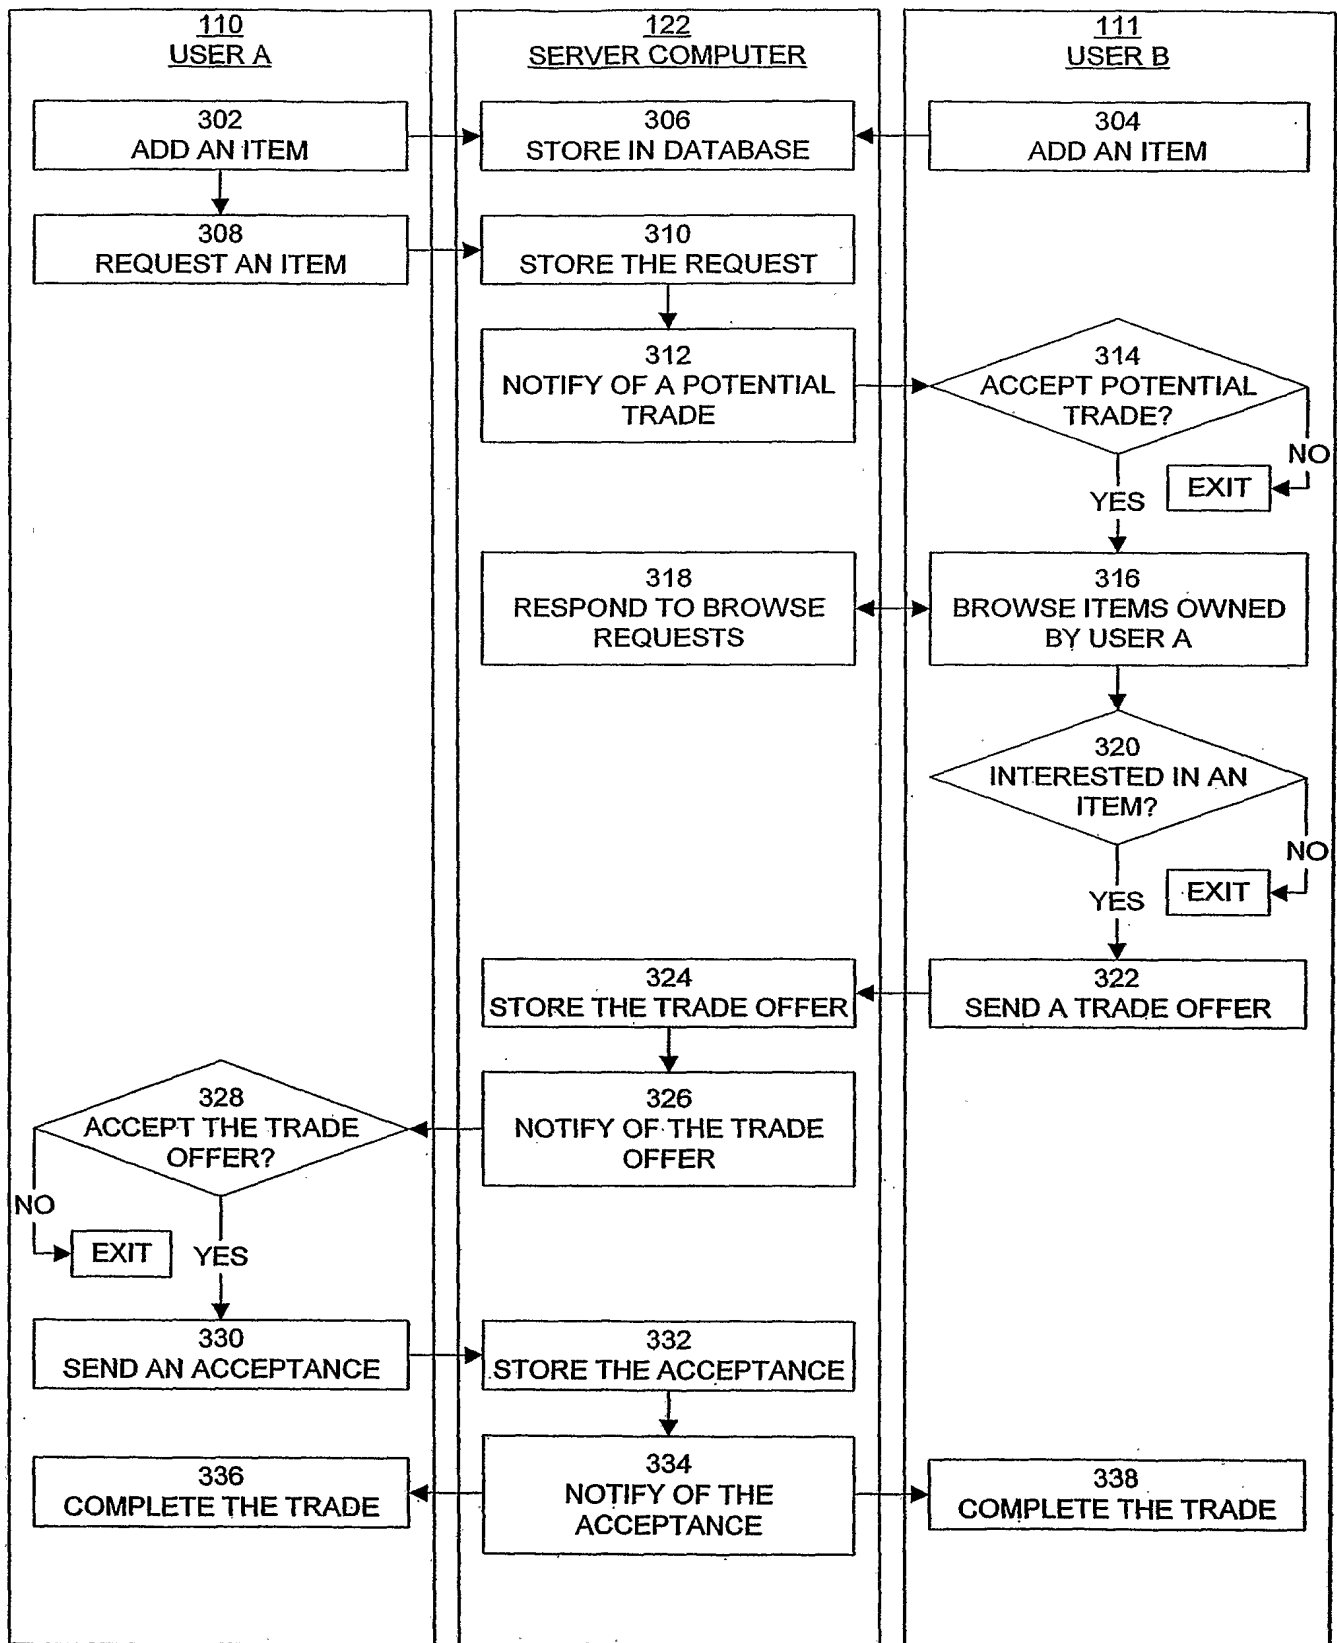 110
USER A
122
SERVER COMPUTER
111
USER B
302
ADD AN ITEM
306
STORE IN DATABASE
304
ADD AN ITEM
308
REQUEST AN ITEM
310
STORE THE REQUEST
312
NOTIFY OF A POTENTIAL
TRADE
314
ACCEPT POTENTIAL
TRADE?
NO
EXIT
YES
318
RESPOND TO BROWSE
REQUESTS
316
BROWSE ITEMS OWNED
BY USER A
320
INTERESTED IN AN
ITEM?
NO
EXIT
YES
324
STORE THE TRADE OFFER
322
SEND A TRADE OFFER
328
ACCEPT THE TRADE
OFFER?
326
NOTIFY OF THE TRADE
OFFER
NO
EXIT
YES
330
SEND AN ACCEPTANCE
332
STORE THE ACCEPTANCE
336
COMPLETE THE TRADE
334
NOTIFY OF THE
ACCEPTANCE
338
COMPLETE THE TRADE